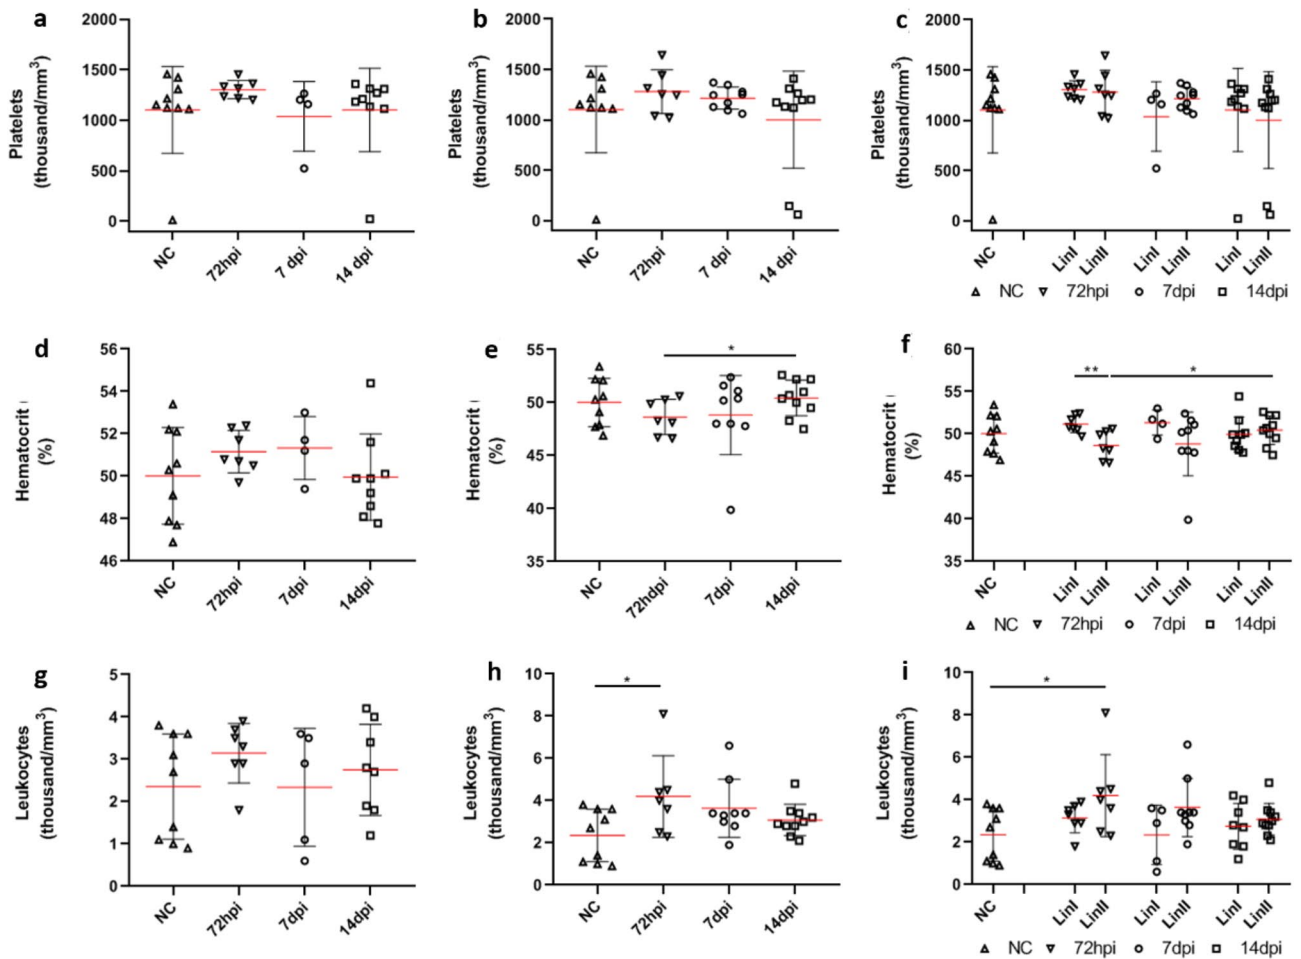 a
Platelets
(thousand/mm3)
2000
1500
1000
500
0
NC
72hpi
7 dpi
14 dpi
b
Platelets
(thousand/mm3)
2000
1500
1000
500
0
NC
72hpi
7 dpi
14 dpi
c
Platelets
(thousand/mm3)
2000
1500
1000
500
0
NC
LinI
LinII
LinI
LinII
LinI
LinII
NC 72hpi 7dpi 14dpi
d
Hematocrit
(%)
56
54
52
50
48
46
NC
72hpi
7dpi
14dpi
e
Hematocrit
(%)
55
50
45
40
35
*
NC
72hdpi
7dpi
14dpi
f
Hematocrit
(%)
60
55
50
45
40
35
** *
NC
LinI
LinII
LinI
LinII
LinI
LinII
NC 72hpi 7dpi 14dpi
g
Leukocytes
(thousand/mm3)
5
4
3
2
1
0
NC
72hpi
7dpi
14dpi
h
Leukocytes
(thousand/mm3)
10
8
6
4
2
0
*
NC
72hpi
7dpi
14dpi
i
Leukocytes
(thousand/mm3)
10
8
6
4
2
0
*
NC
LinI
LinII
LinI
LinII
LinI
LinII
NC 72hpi 7dpi 14dpi